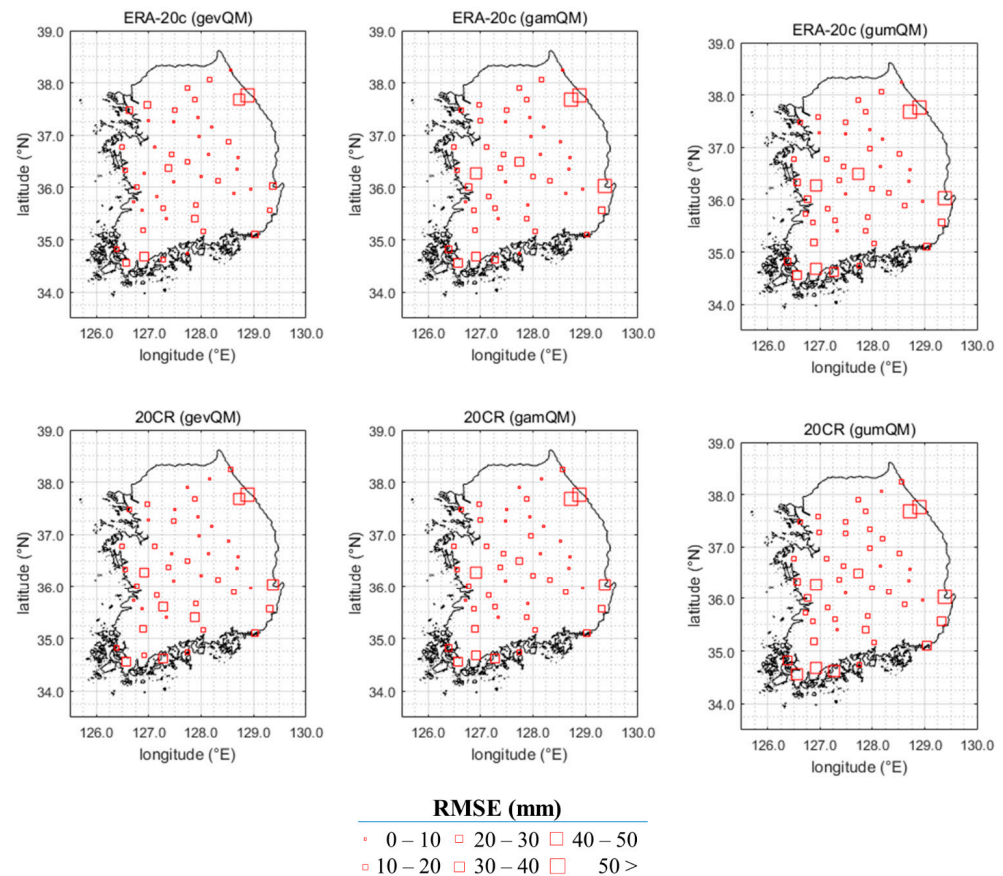 ERA-20c (gevQM)
39.0
38.0
37.0
36.0
35.0
34.0
latitude (°N)
126.0 127.0 128.0 129.0 130.0
longitude (°E)
ERA-20c (gamQM)
39.0
38.0
37.0
36.0
35.0
34.0
latitude (°N)
126.0 127.0 128.0 129.0 130.0
longitude (°E)
ERA-20c (gumQM)
39.0
38.0
37.0
36.0
35.0
34.0
latitude (°N)
126.0 127.0 128.0 129.0 130.0
longitude (°E)
20CR (gevQM)
39.0
38.0
37.0
36.0
35.0
34.0
latitude (°N)
126.0 127.0 128.0 129.0 130.0
longitude (°E)
20CR (gamQM)
39.0
38.0
37.0
36.0
35.0
34.0
latitude (°N)
126.0 127.0 128.0 129.0 130.0
longitude (°E)
20CR (gumQM)
39.0
38.0
37.0
36.0
35.0
34.0
latitude (°N)
126.0 127.0 128.0 129.0 130.0
longitude (°E)
RMSE (mm)
0 – 10 20 – 30 40 – 50
10 – 20 30 – 40 50 >